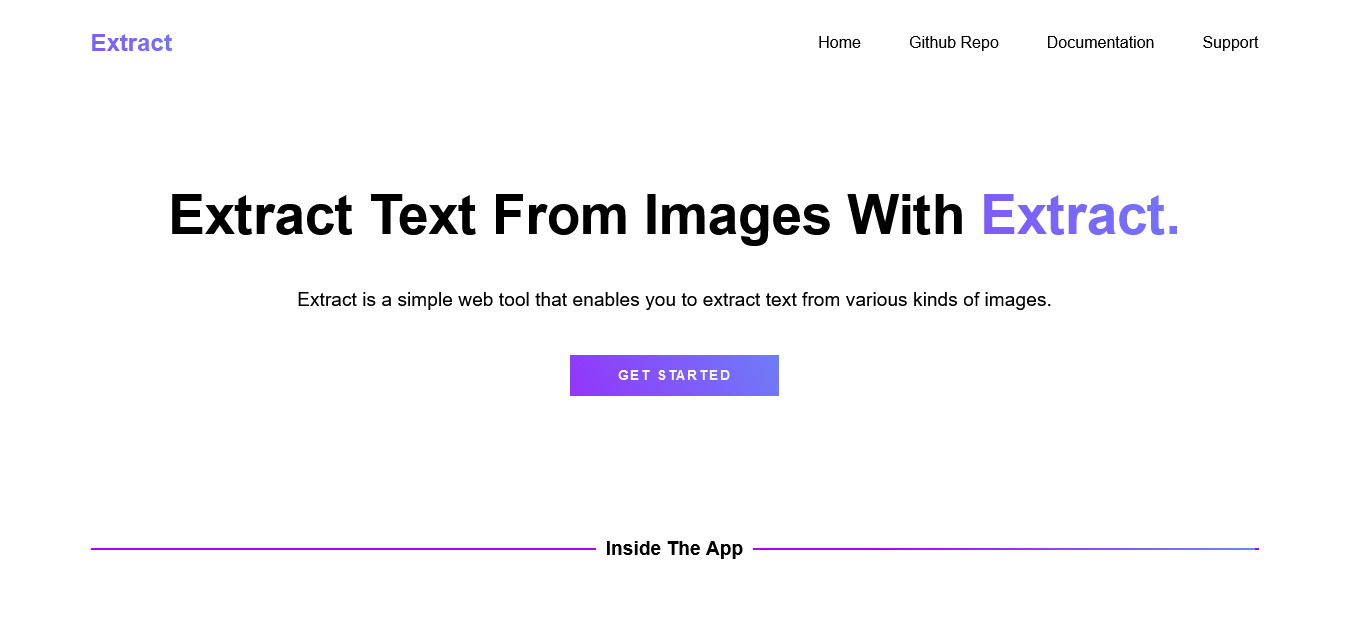 Extract
Home Github Repo Documentation Support
Extract Text From Images With Extract.
Extract is a simple web tool that enables you to extract text from various kinds of images.
GET STARTED
Inside The App